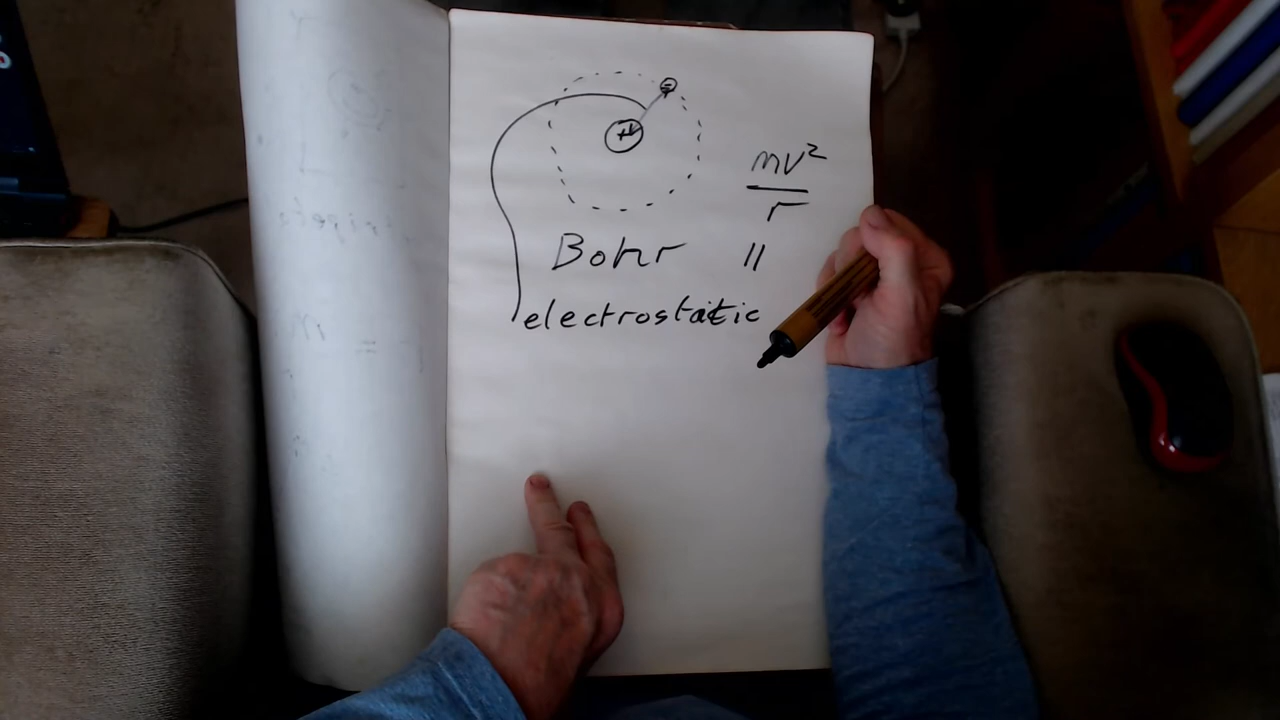 −
+
mv²
r
Bohr
=
electrostatic